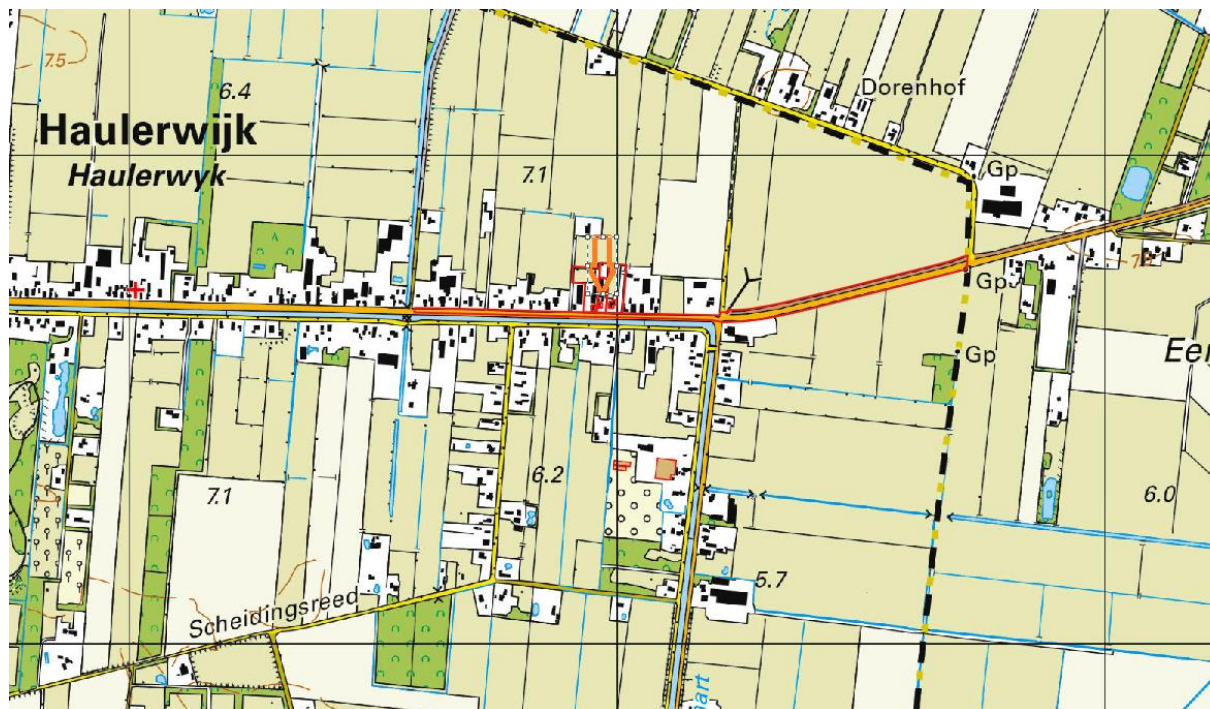 7.5
6.4
Dorenhof
Haulerwijk
Haulerwyk
7.1
Gp
Gp
Gp
6.2
7.1
6.0
5.7
Scheidingsreed